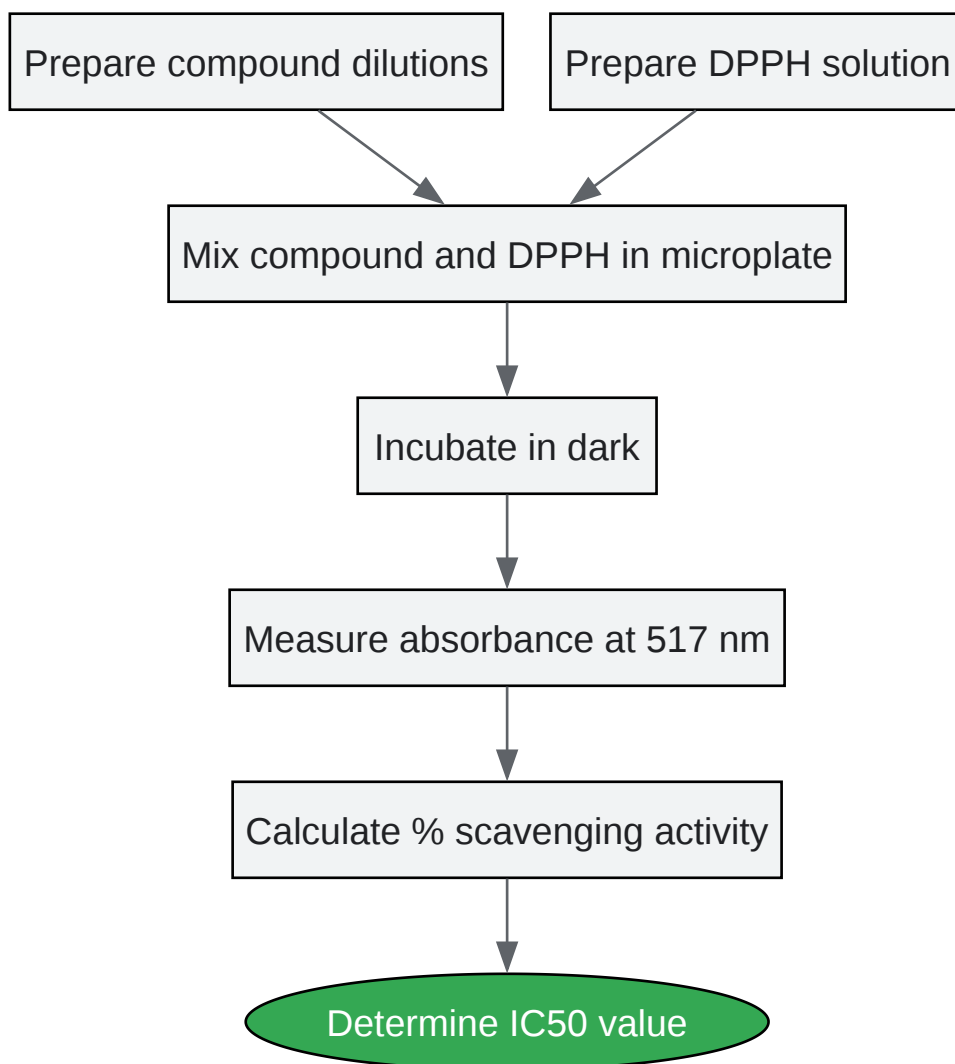 Prepare compound dilutions
Prepare DPPH solution
Mix compound and DPPH in microplate
Incubate in dark
Measure absorbance at 517 nm
Calculate % scavenging activity
Determine IC50 value